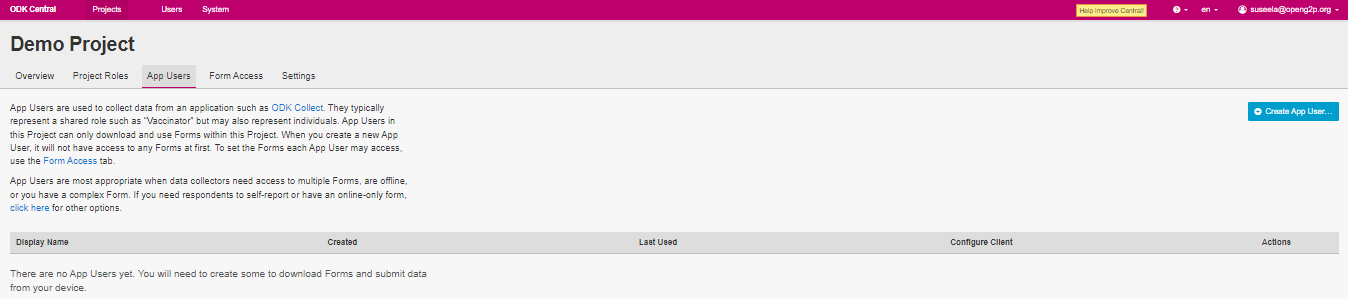 ODK Central Projects Users System Help improve Central! en suseela@openg2p.org
Demo Project
Overview Project Roles App Users Form Access Settings
App Users are used to collect data from an application such as ODK Collect. They typically
represent a shared role such as "Vaccinator" but may also represent individuals. App Users in
this Project can only download and use Forms within this Project. When you create a new App
User, it will not have access to any Forms at first. To set the Forms each App User may access,
use the Form Access tab.
Create App User...
App Users are most appropriate when data collectors need access to multiple Forms, are offline,
or you have a complex Form. If you need respondents to self-report or have an online-only form,
click here for other options.
Display Name Created Last Used Configure Client Actions
There are no App Users yet. You will need to create some to download Forms and submit data
from your device.